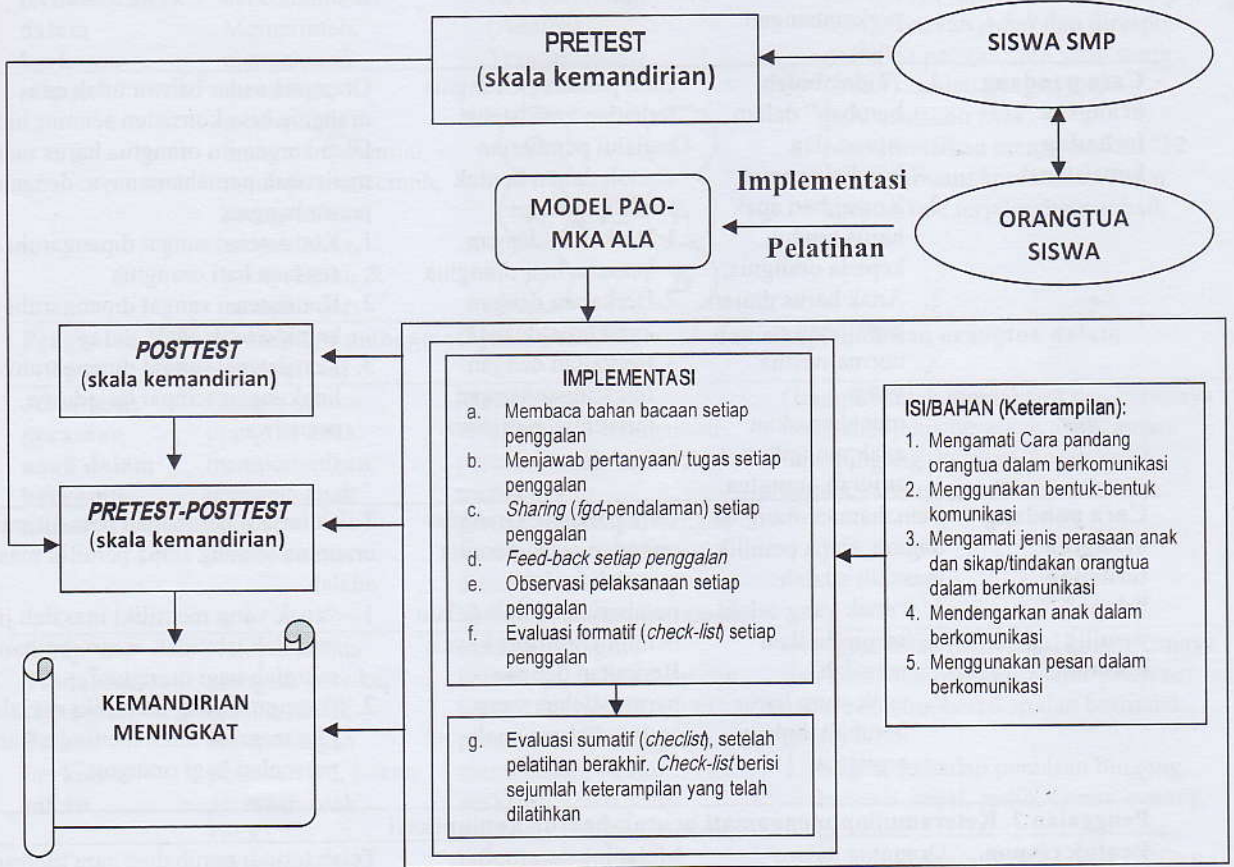 PRETEST
(skala kemandirian)
SISWA SMP
Implementasi
Pelatihan
MODEL PAO-
MKA ALA
ORANGTUA
SISWA
POSTTEST
(skala kemandirian)
PRETEST-POSTTEST
(skala kemandirian)
KEMANDIRIAN
MENINGKAT
IMPLEMENTASI
a. Membaca bahan bacaan setiap
penggalan
b. Menjawab pertanyaan/ tugas setiap
penggalan
c. Sharing (fgd-pendalaman) setiap
penggalan
d. Feed-back setiap penggalan
e. Observasi pelaksanaan setiap
penggalan
f. Evaluasi formatif (check-list) setiap
penggalan
g. Evaluasi sumatif (checlist), setelah
pelatihan berakhir. Check-list berisi
sejumlah keterampilan yang telah
dilatihkan
ISI/BAHAN (Keterampilan):
1. Mengamati Cara pandang
orangtua dalam berkomunikasi
2. Menggunakan bentuk-bentuk
komunikasi
3. Mengamati jenis perasaan anak
dan sikap/tindakan orangtua
dalam berkomunikasi
4. Mendengarkan anak dalam
berkomunikasi
5. Menggunakan pesan dalam
berkomunikasi